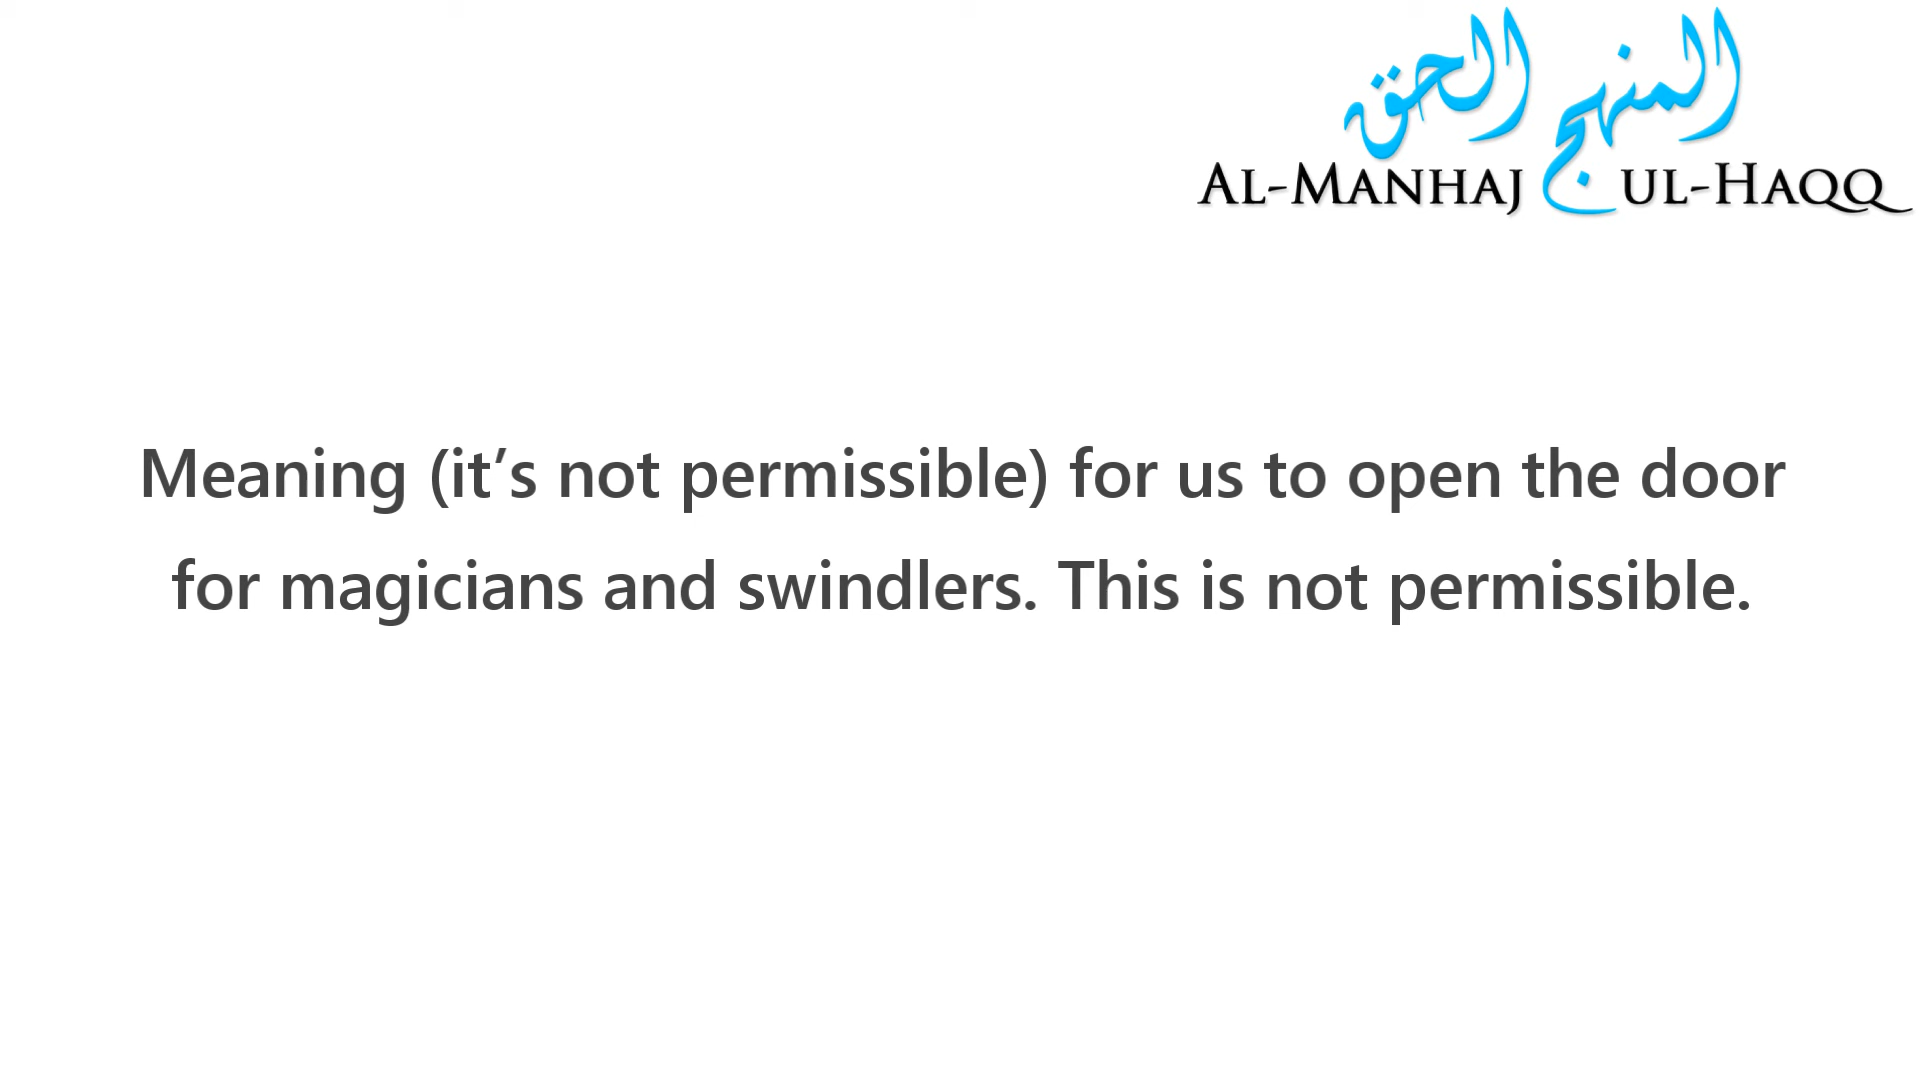 المنهج الحق
AL-MANHAJ UL-HAQQ
Meaning (it’s not permissible) for us to open the door
for magicians and swindlers. This is not permissible.